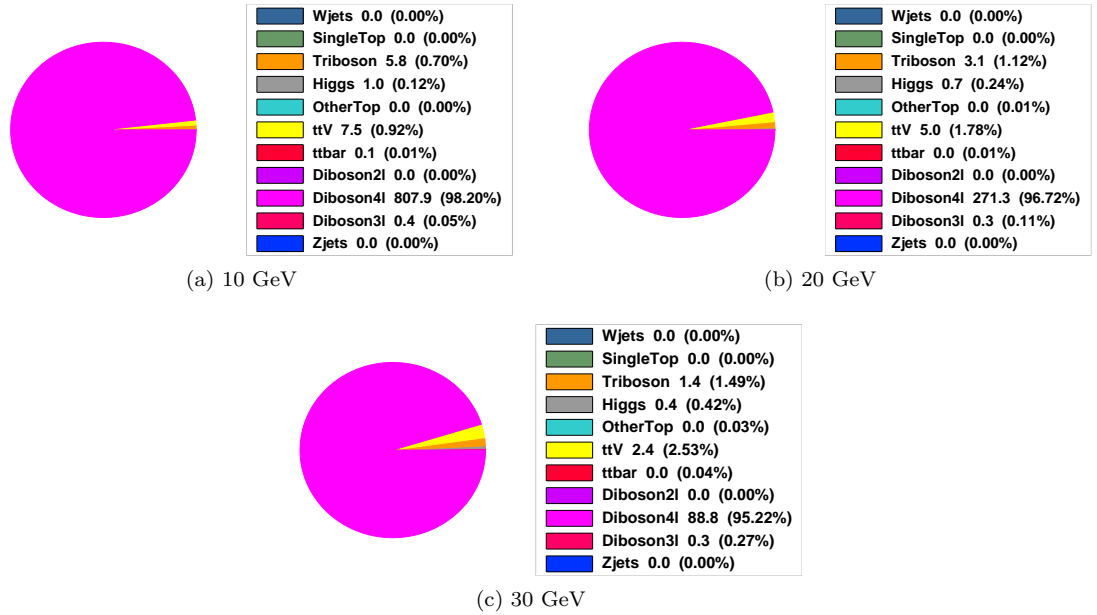 Wjets 0.0 (0.00%)
SingleTop 0.0 (0.00%)
Triboson 5.8 (0.70%)
Higgs 1.0 (0.12%)
OtherTop 0.0 (0.00%)
ttV 7.5 (0.92%)
ttbar 0.1 (0.01%)
Diboson2l 0.0 (0.00%)
Diboson4l 807.9 (98.20%)
Diboson3l 0.4 (0.05%)
Zjets 0.0 (0.00%)
(a) 10 GeV
Wjets 0.0 (0.00%)
SingleTop 0.0 (0.00%)
Triboson 3.1 (1.12%)
Higgs 0.7 (0.24%)
OtherTop 0.0 (0.01%)
ttV 5.0 (1.78%)
ttbar 0.0 (0.01%)
Diboson2l 0.0 (0.00%)
Diboson4l 271.3 (96.72%)
Diboson3l 0.3 (0.11%)
Zjets 0.0 (0.00%)
(b) 20 GeV
Wjets 0.0 (0.00%)
SingleTop 0.0 (0.00%)
Triboson 1.4 (1.49%)
Higgs 0.4 (0.42%)
OtherTop 0.0 (0.03%)
ttV 2.4 (2.53%)
ttbar 0.0 (0.04%)
Diboson2l 0.0 (0.00%)
Diboson4l 88.8 (95.22%)
Diboson3l 0.3 (0.27%)
Zjets 0.0 (0.00%)
(c) 30 GeV